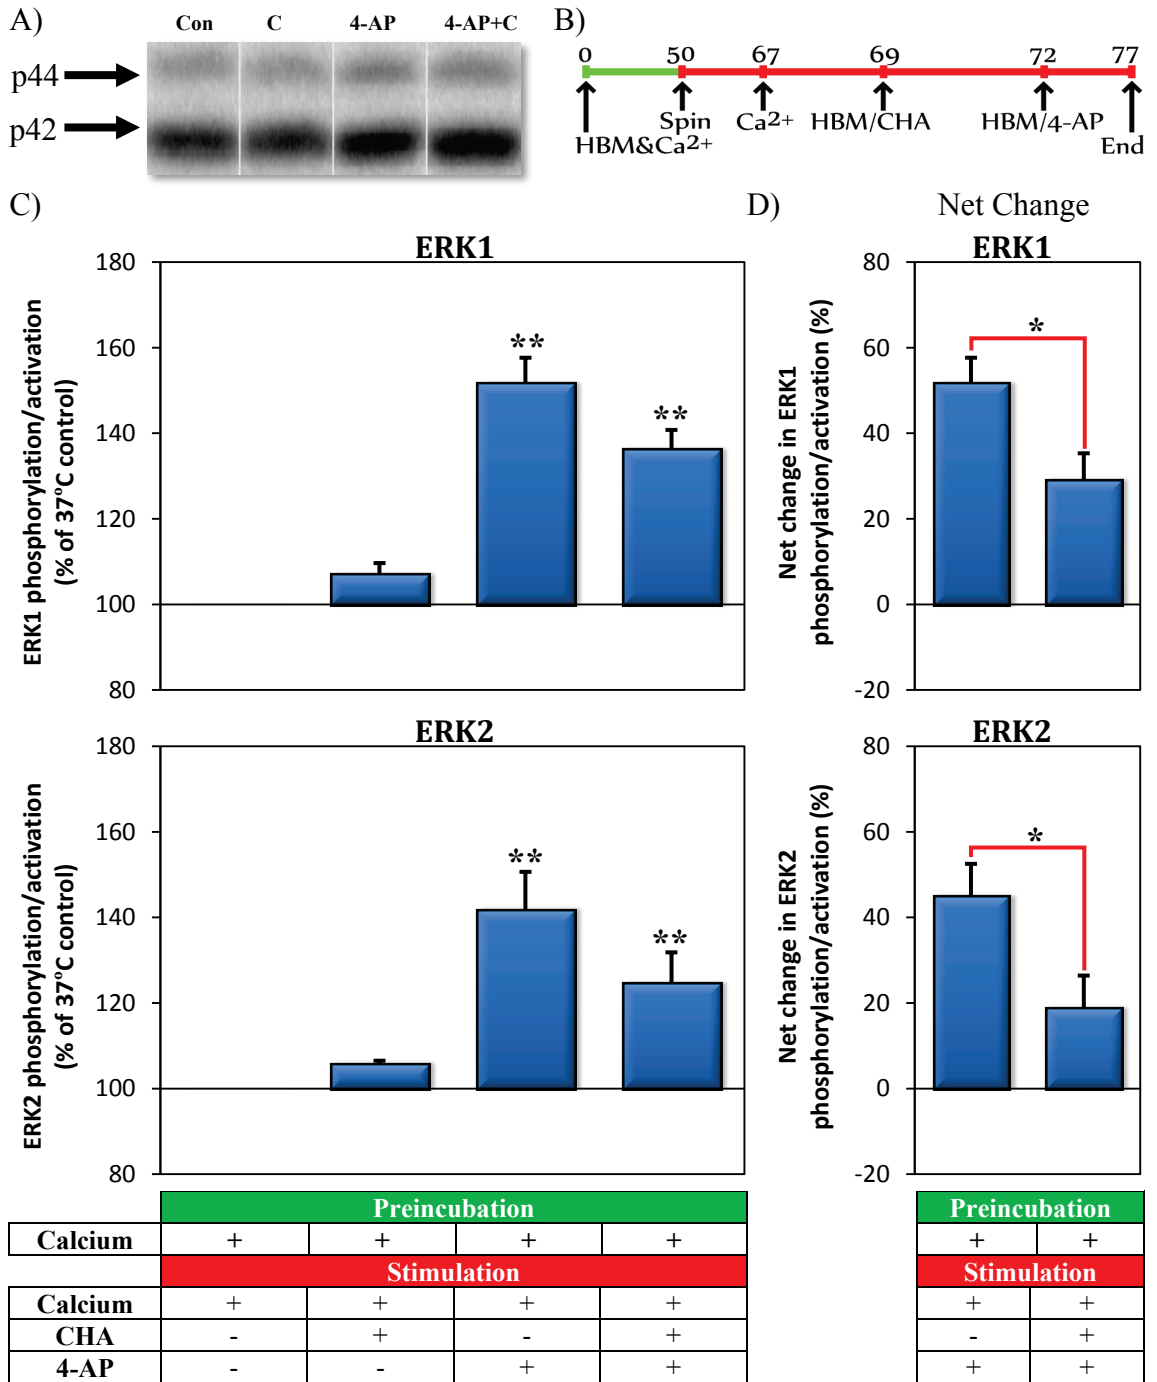 A)
Con C 4-AP 4-AP+C
p44
p42
B)
0 50 67 69 72 77
HBM&Ca2+ Spin Ca2+ HBM/CHA HBM/4-AP End
C)
ERK1
ERK1 phosphorylation/activation
(% of 37°C control)
180
160
140
120
100
80
**
**
D) Net Change
ERK1
Net change in ERK1
phosphorylation/activation (%)
80
60
40
20
0
-20
*
ERK2
ERK2 phosphorylation/activation
(% of 37°C control)
180
160
140
120
100
80
**
**
ERK2
Net change in ERK2
phosphorylation/activation (%)
80
60
40
20
0
-20
*
Preincubation
Calcium + + + +
Stimulation
Calcium + + + +
CHA - + - +
4-AP - - + +
Preincubation
+ +
Stimulation
+ +
- +
+ +